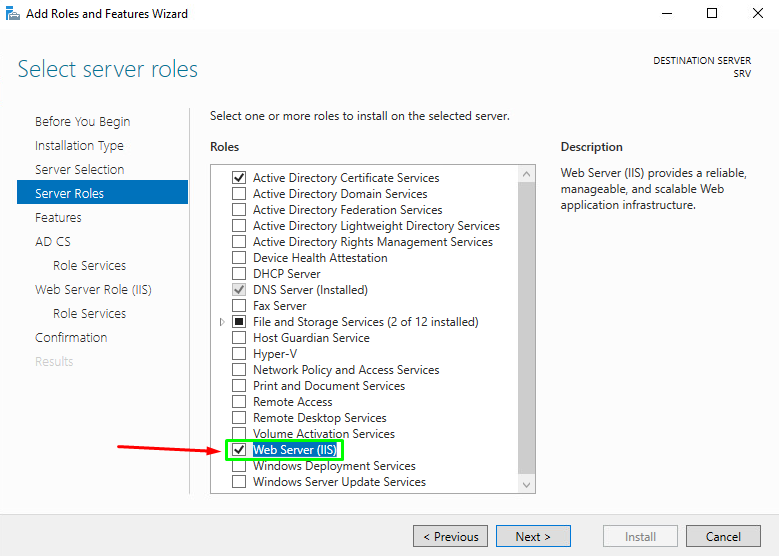 Add Roles and Features Wizard
Select server roles
DESTINATION SERVER
SRV
Before You Begin
Installation Type
Server Selection
Server Roles
Features
AD CS
Role Services
Web Server Role (IIS)
Role Services
Confirmation
Results
Select one or more roles to install on the selected server.
Roles
Active Directory Certificate Services
Active Directory Domain Services
Active Directory Federation Services
Active Directory Lightweight Directory Services
Active Directory Rights Management Services
Device Health Attestation
DHCP Server
DNS Server (Installed)
Fax Server
File and Storage Services (2 of 12 installed)
Host Guardian Service
Hyper-V
Network Policy and Access Services
Print and Document Services
Remote Access
Remote Desktop Services
Volume Activation Services
Web Server (IIS)
Windows Deployment Services
Windows Server Update Services
Description
Web Server (IIS) provides a reliable,
manageable, and scalable Web
application infrastructure.
< Previous
Next >
Install
Cancel